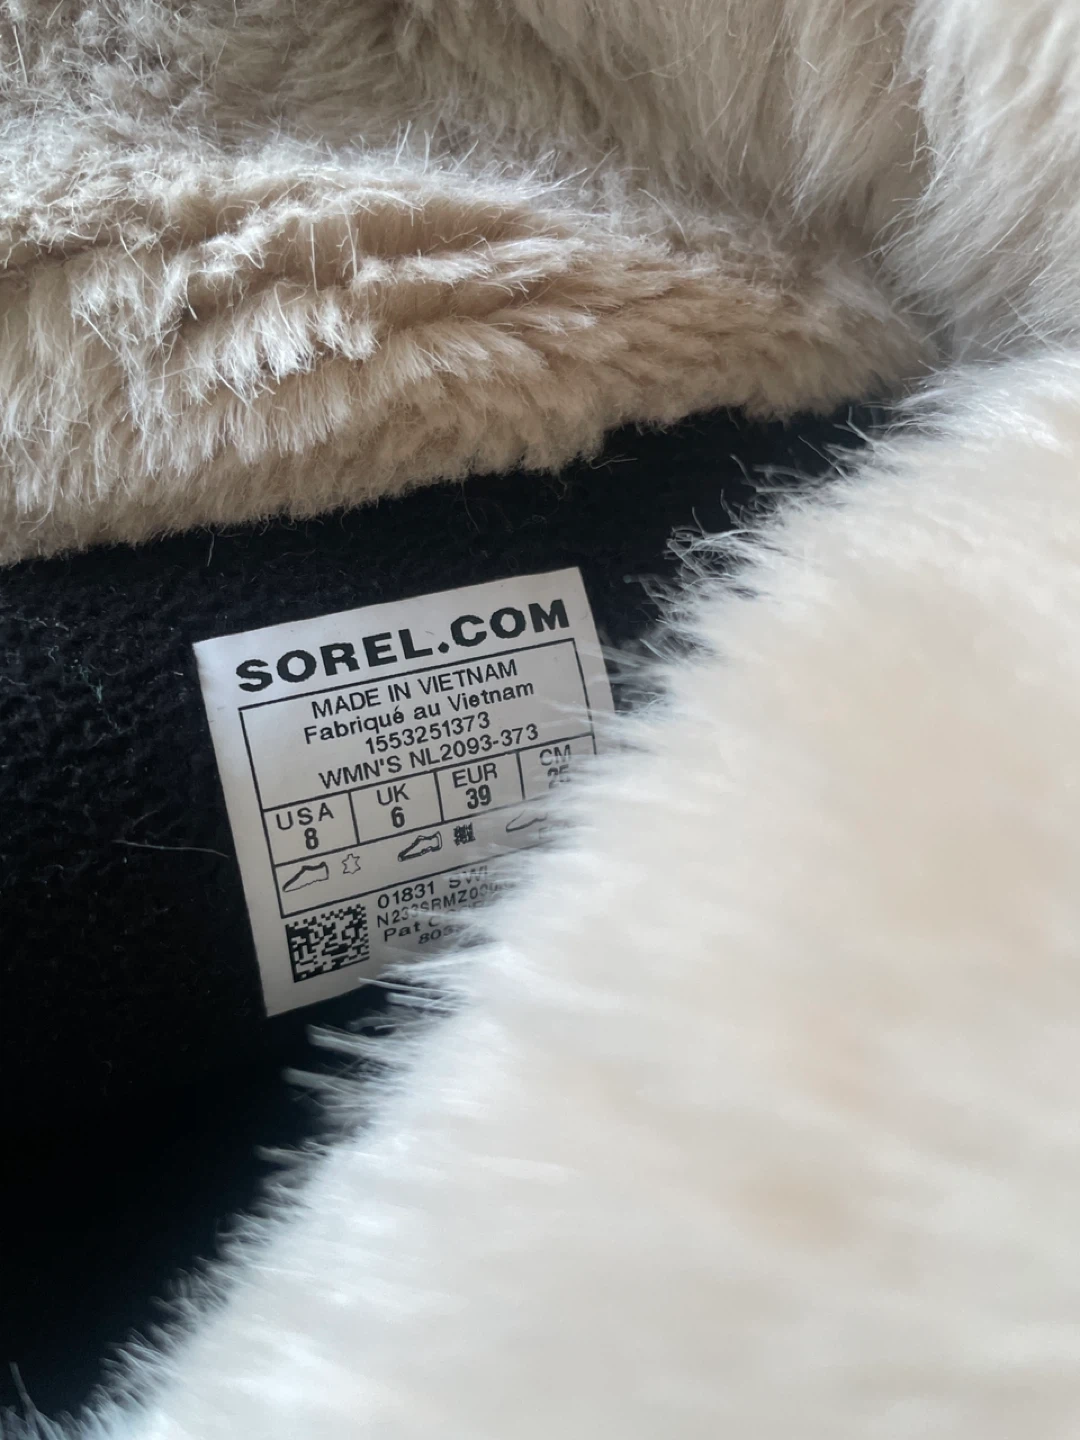 SOREL.COM
MADE IN VIETNAM
Fabriqué au Vietnam
1553251373
WMN'S NL2093-373
USA UK EUR CM
8 6 39
01831
Pat